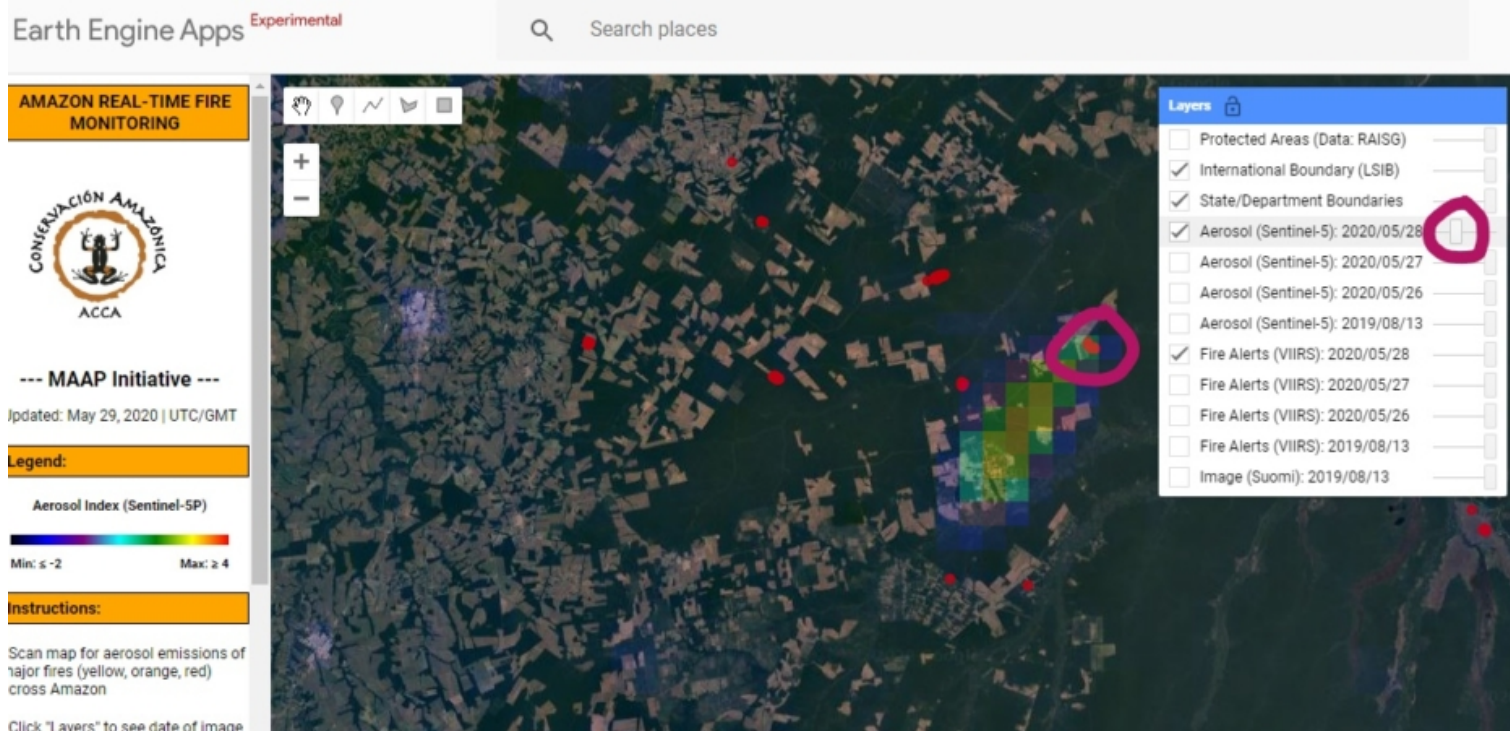 Earth Engine Apps Experimental
Search places
AMAZON REAL-TIME FIRE
MONITORING
CONSERVACIÓN AMAZÓNICA
ACCA
--- MAAP Initiative ---
Updated: May 29, 2020 | UTC/GMT
Legend:
Aerosol Index (Sentinel-5P)
Min: ≤ -2 Max: ≥ 4
Instructions:
Scan map for aerosol emissions of
major fires (yellow, orange, red)
across Amazon
Click "Layers" to see date of image
Layers
Protected Areas (Data: RAISG)
International Boundary (LSIB)
State/Department Boundaries
Aerosol (Sentinel-5): 2020/05/28
Aerosol (Sentinel-5): 2020/05/27
Aerosol (Sentinel-5): 2020/05/26
Aerosol (Sentinel-5): 2019/08/13
Fire Alerts (VIIRS): 2020/05/28
Fire Alerts (VIIRS): 2020/05/27
Fire Alerts (VIIRS): 2020/05/26
Fire Alerts (VIIRS): 2019/08/13
Image (Suomi): 2019/08/13